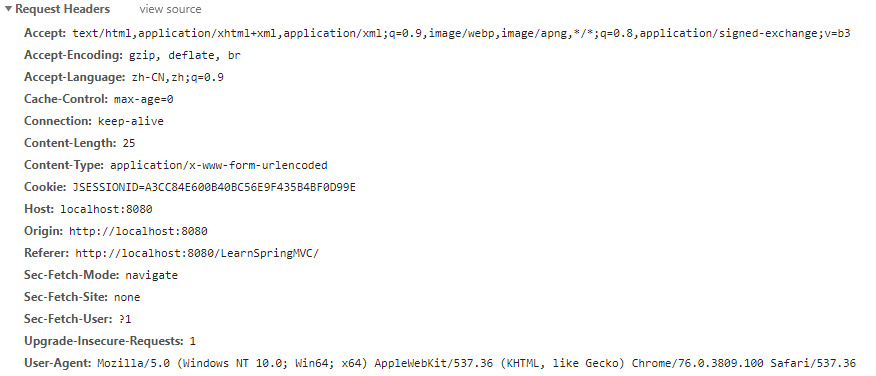 Request Headers view source
Accept: text/html,application/xhtml+xml,application/xml;q=0.9,image/webp,image/apng,*/*;q=0.8,application/signed-exchange;v=b3
Accept-Encoding: gzip, deflate, br
Accept-Language: zh-CN,zh;q=0.9
Cache-Control: max-age=0
Connection: keep-alive
Content-Length: 25
Content-Type: application/x-www-form-urlencoded
Cookie: JSESSIONID=A3CC84E600B40BC56E9F435B4BF0D99E
Host: localhost:8080
Origin: http://localhost:8080
Referer: http://localhost:8080/LearnSpringMVC/
Sec-Fetch-Mode: navigate
Sec-Fetch-Site: none
Sec-Fetch-User: ?1
Upgrade-Insecure-Requests: 1
User-Agent: Mozilla/5.0 (Windows NT 10.0; Win64; x64) AppleWebKit/537.36 (KHTML, like Gecko) Chrome/76.0.3809.100 Safari/537.36